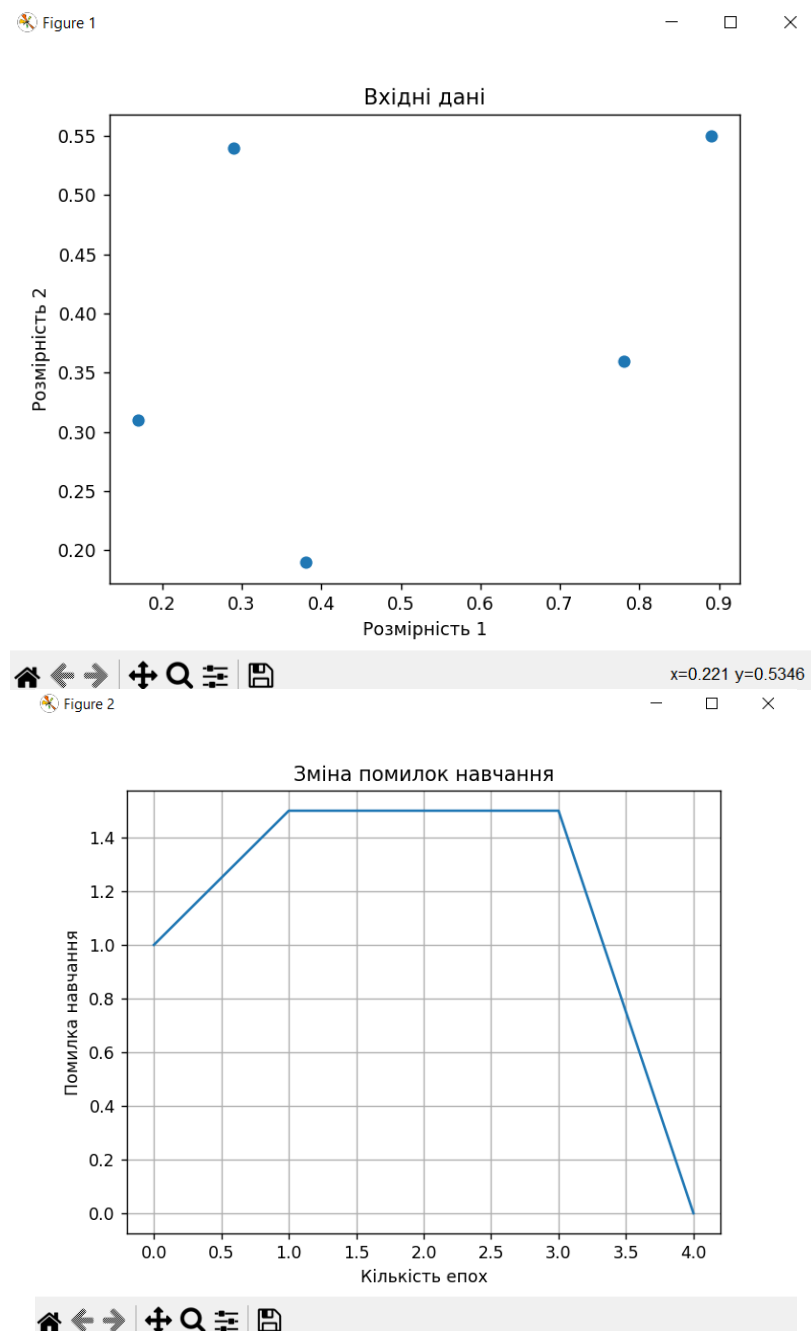 Figure 1
Вхідні дані
0.55
0.50
0.45
0.40
0.35
0.30
0.25
0.20
Розмірність 2
0.2 0.3 0.4 0.5 0.6 0.7 0.8 0.9
Розмірність 1
x=0.221 y=0.5346
Figure 2
Зміна помилок навчання
1.4
1.2
1.0
0.8
0.6
0.4
0.2
0.0
Помилка навчання
0.0 0.5 1.0 1.5 2.0 2.5 3.0 3.5 4.0
Кількість епох